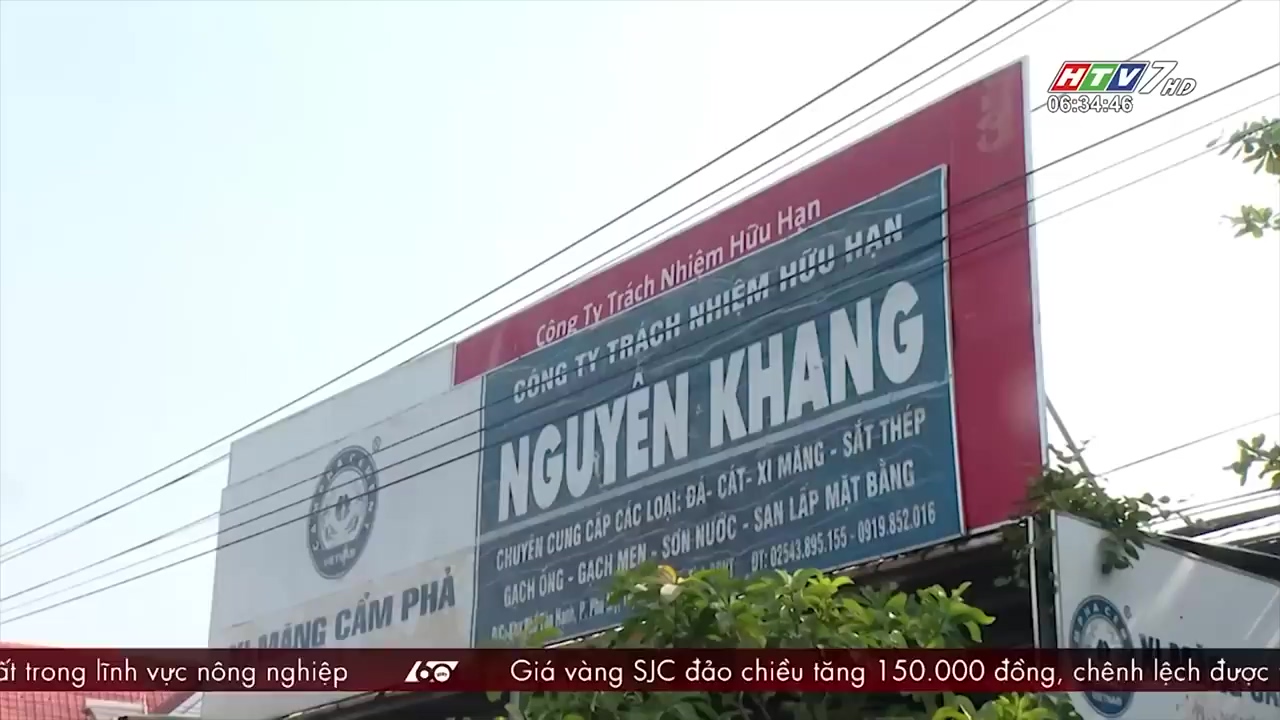 HTV7 HD
06:34:46
Công Ty Trách Nhiệm Hữu Hạn
CÔNG TY TRÁCH NHIỆM HỮU HẠN
NGUYÊN KHANG
CHUYÊN CUNG CẤP CÁC LOẠI: ĐÁ- CÁT- XI MĂNG - SẮT THÉP
GẠCH ỐNG - GẠCH MEN - SƠN NƯỚC - SAN LẤP MẶT BẰNG
ĐT: 02543.895.155 - 0919.852.016
XI MĂNG CẨM PHẢ
ất trong lĩnh vực nông nghiệp
60 giây
Giá vàng SJC đảo chiều tăng 150.000 đồng, chênh lệch được